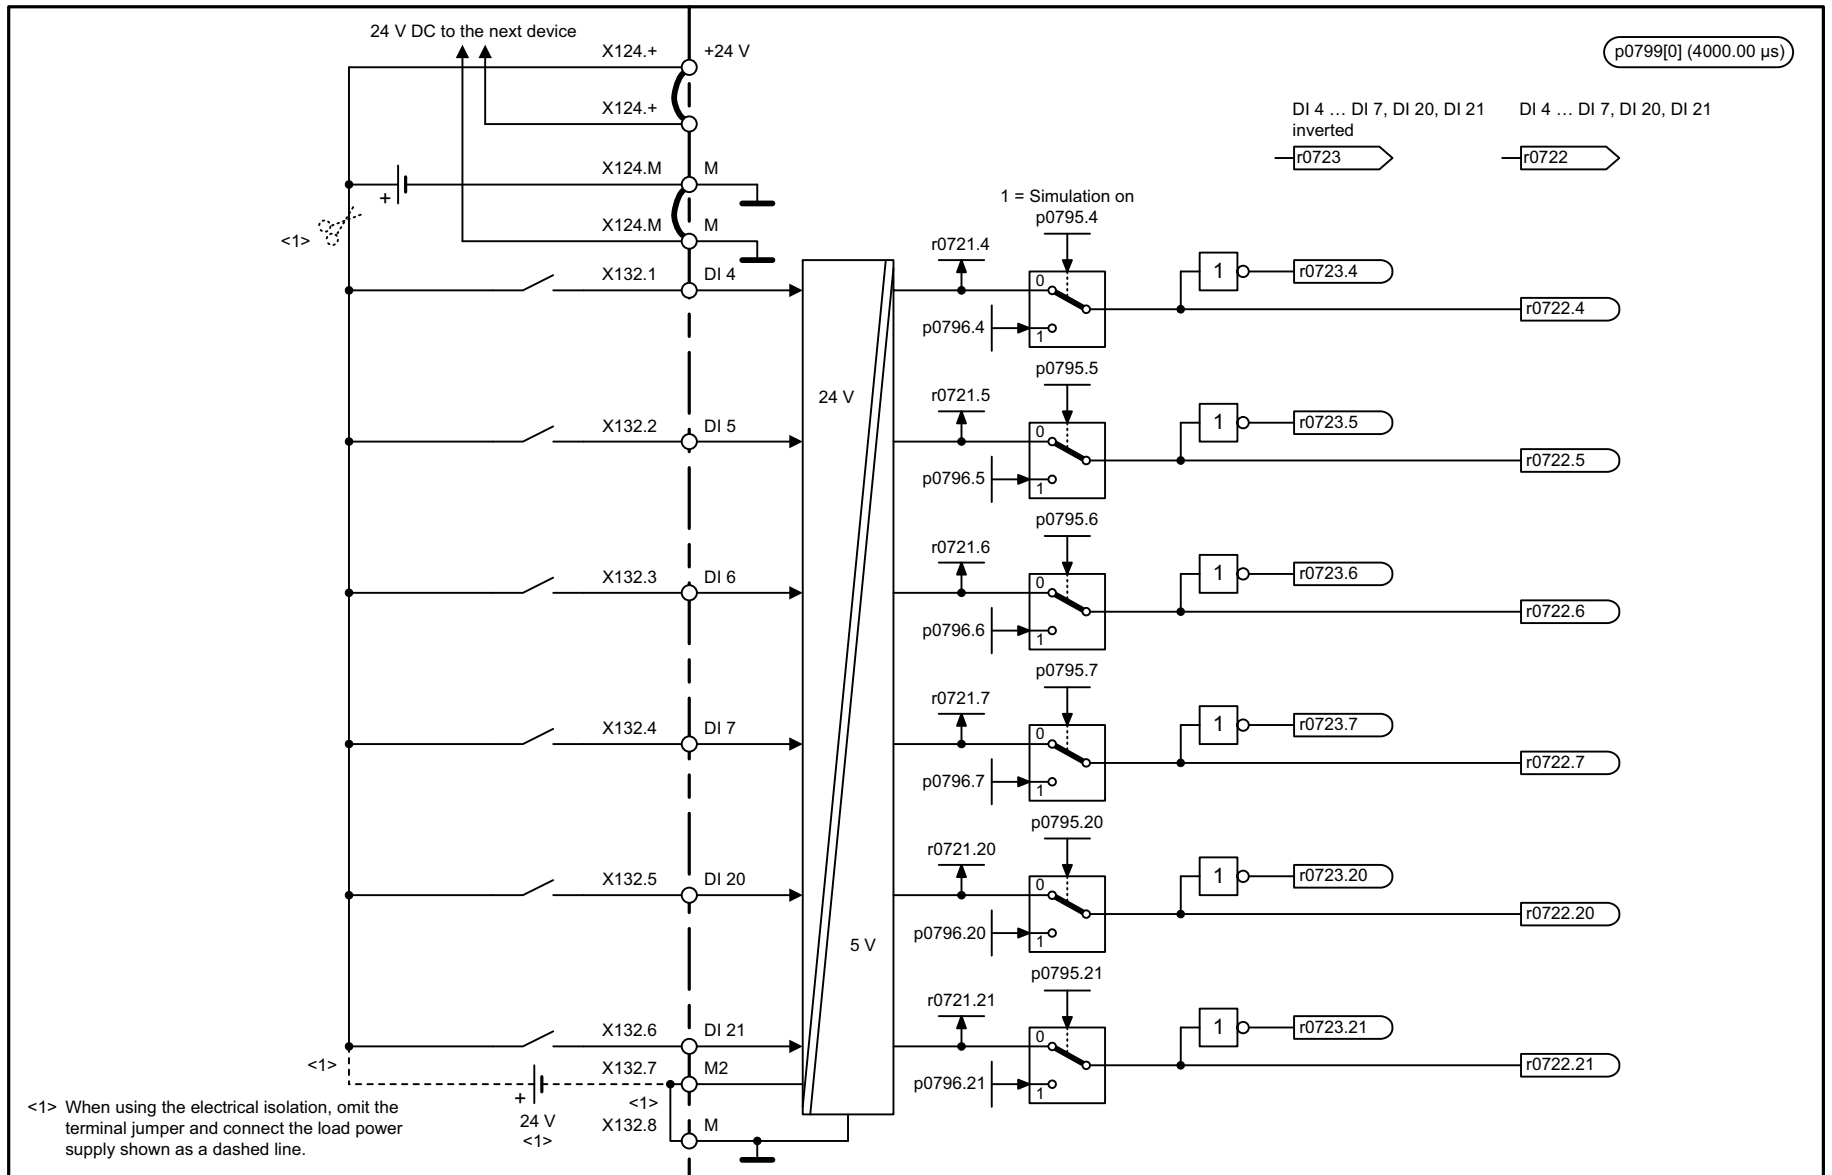 24 V DC to the next device
X124.+
+24 V
p0799[0] (4000.00 µs)
X124.+
DI 4 … DI 7, DI 20, DI 21
inverted
DI 4 … DI 7, DI 20, DI 21
r0723
r0722
X124.M
M
+
1 = Simulation on
<1>
X124.M
M
p0795.4
r0721.4
X132.1
DI 4
0
1
r0723.4
r0722.4
p0796.4
1
p0795.5
24 V
r0721.5
X132.2
DI 5
0
1
r0723.5
r0722.5
p0796.5
1
p0795.6
r0721.6
X132.3
DI 6
0
1
r0723.6
r0722.6
p0796.6
1
p0795.7
r0721.7
X132.4
DI 7
0
1
r0723.7
r0722.7
p0796.7
1
p0795.20
r0721.20
X132.5
DI 20
0
1
r0723.20
r0722.20
p0796.20
1
5 V
p0795.21
r0721.21
X132.6
DI 21
0
1
r0723.21
r0722.21
p0796.21
1
<1>
X132.7
M2
+
24 V
<1>
<1>
X132.8
M
<1> When using the electrical isolation, omit the
terminal jumper and connect the load power
supply shown as a dashed line.